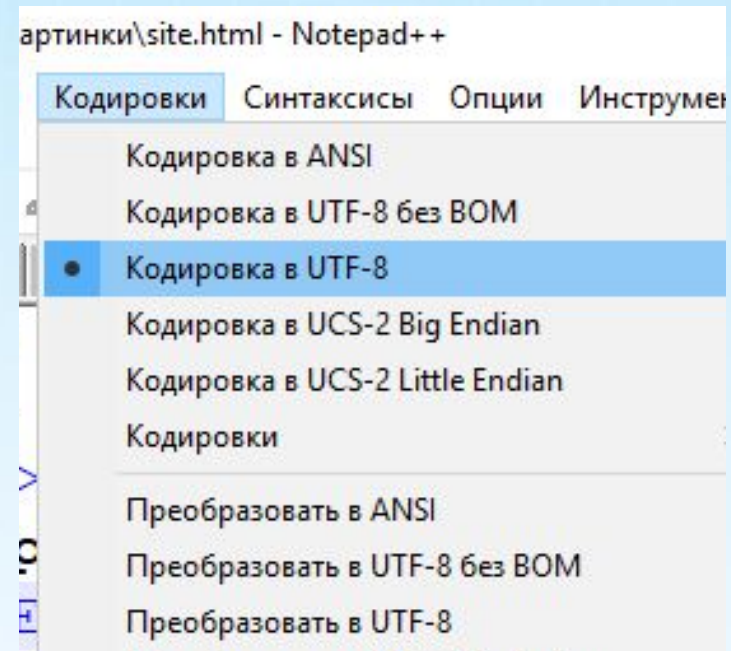 артинки\site.html - Notepad++
Кодировки Синтаксисы Опции Инструмен
Кодировка в ANSI
Кодировка в UTF-8 без BOM
Кодировка в UTF-8
Кодировка в UCS-2 Big Endian
Кодировка в UCS-2 Little Endian
Кодировки
Преобразовать в ANSI
Преобразовать в UTF-8 без BOM
Преобразовать в UTF-8